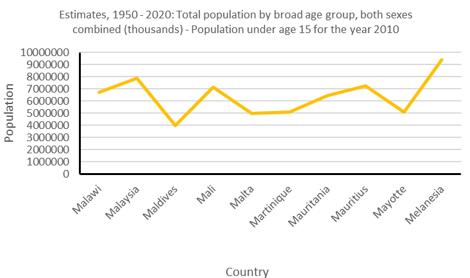 Estimates, 1950 - 2020: Total population by broad age group, both sexes
combined (thousands) - Population under age 15 for the year 2010
10000000
9000000
8000000
7000000
6000000
5000000
4000000
3000000
2000000
1000000
0
Population
Malawi
Malaysia
Maldives
Mali
Malta
Martinique
Mauritania
Mauritius
Mayotte
Melanesia
Country